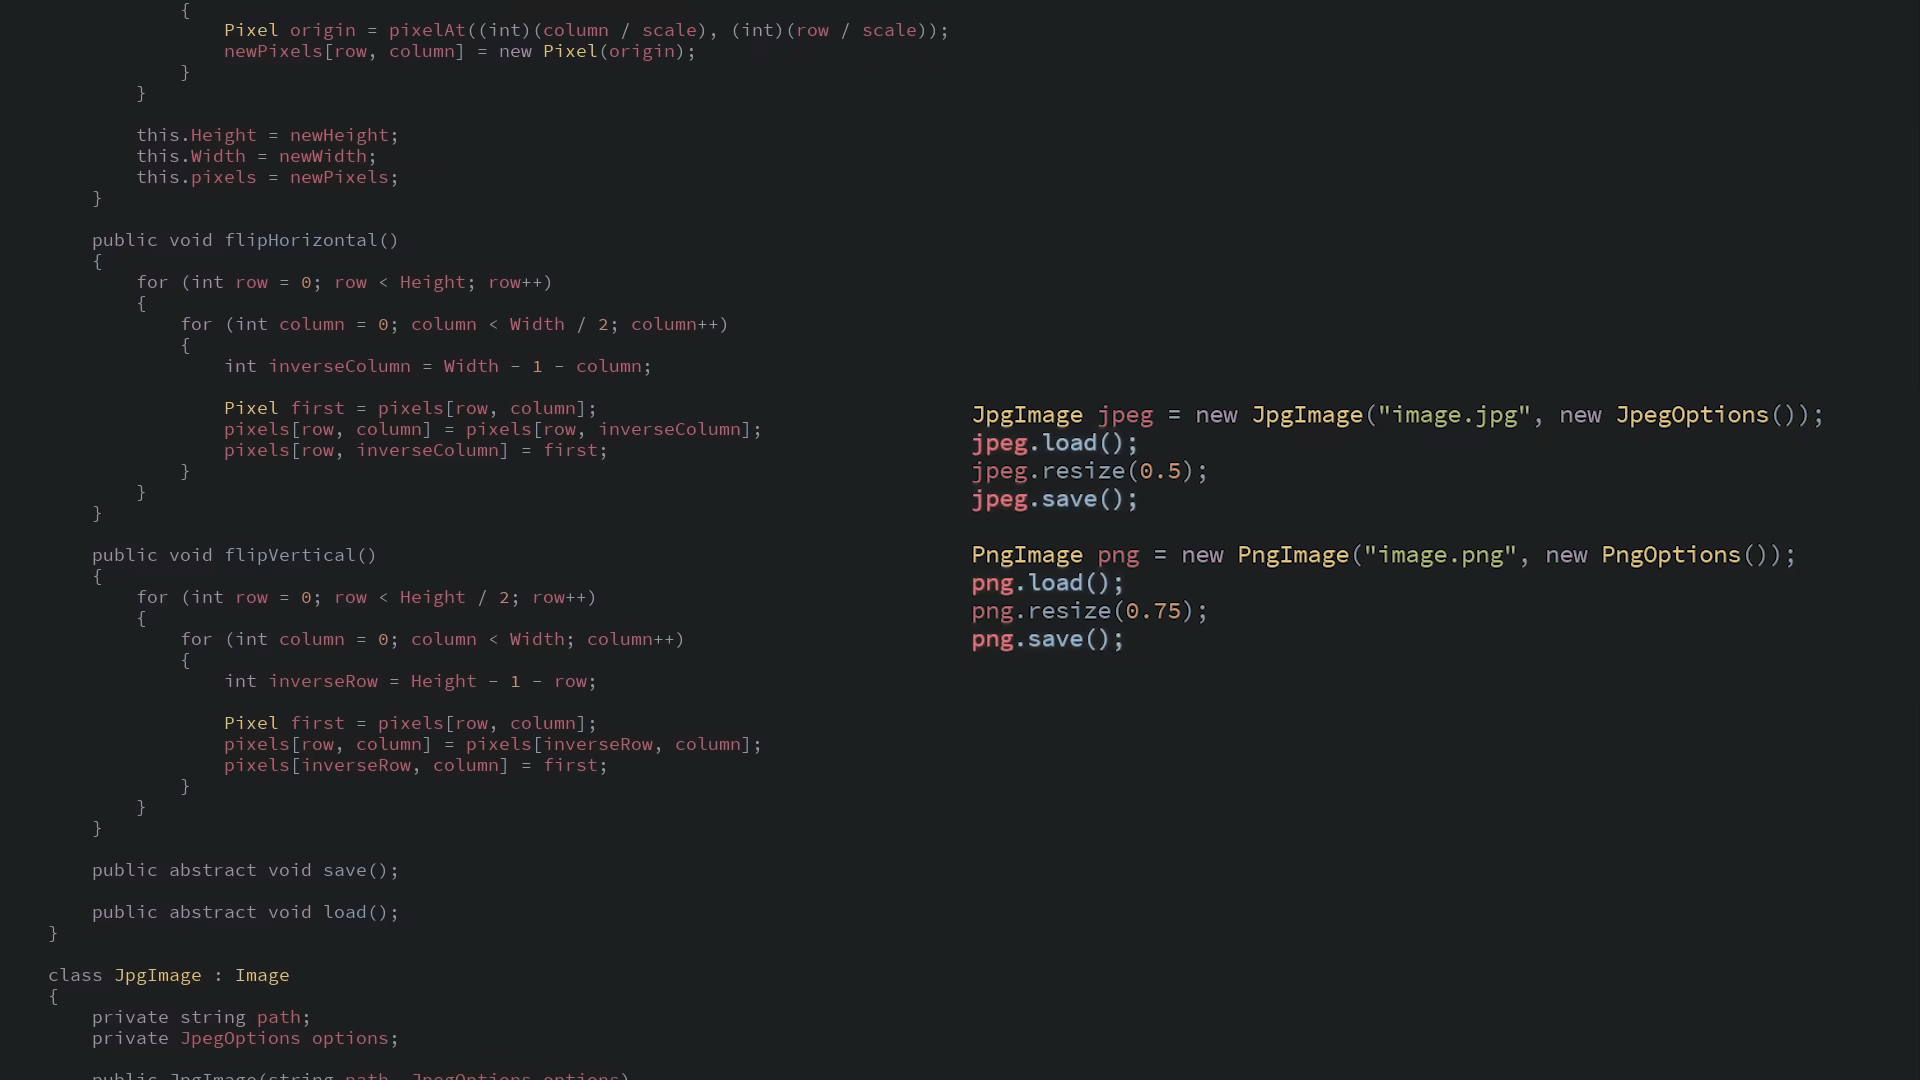 {
Pixel origin = pixelAt((int)(column / scale), (int)(row / scale));
newPixels[row, column] = new Pixel(origin);
}
}
this.Height = newHeight;
this.Width = newWidth;
this.pixels = newPixels;
}
public void flipHorizontal()
{
for (int row = 0; row < Height; row++)
{
for (int column = 0; column < Width / 2; column++)
{
int inverseColumn = Width - 1 - column;
Pixel first = pixels[row, column];
pixels[row, column] = pixels[row, inverseColumn];
pixels[row, inverseColumn] = first;
}
}
}
public void flipVertical()
{
for (int row = 0; row < Height / 2; row++)
{
for (int column = 0; column < Width; column++)
{
int inverseRow = Height - 1 - row;
Pixel first = pixels[row, column];
pixels[row, column] = pixels[inverseRow, column];
pixels[inverseRow, column] = first;
}
}
}
public abstract void save();
public abstract void load();
}
class JpgImage : Image
{
private string path;
private JpegOptions options;
public JpgImage(string path, JpegOptions options)
JpgImage jpeg = new JpgImage("image.jpg", new JpegOptions());
jpeg.load();
jpeg.resize(0.5);
jpeg.save();
PngImage png = new PngImage("image.png", new PngOptions());
png.load();
png.resize(0.75);
png.save();